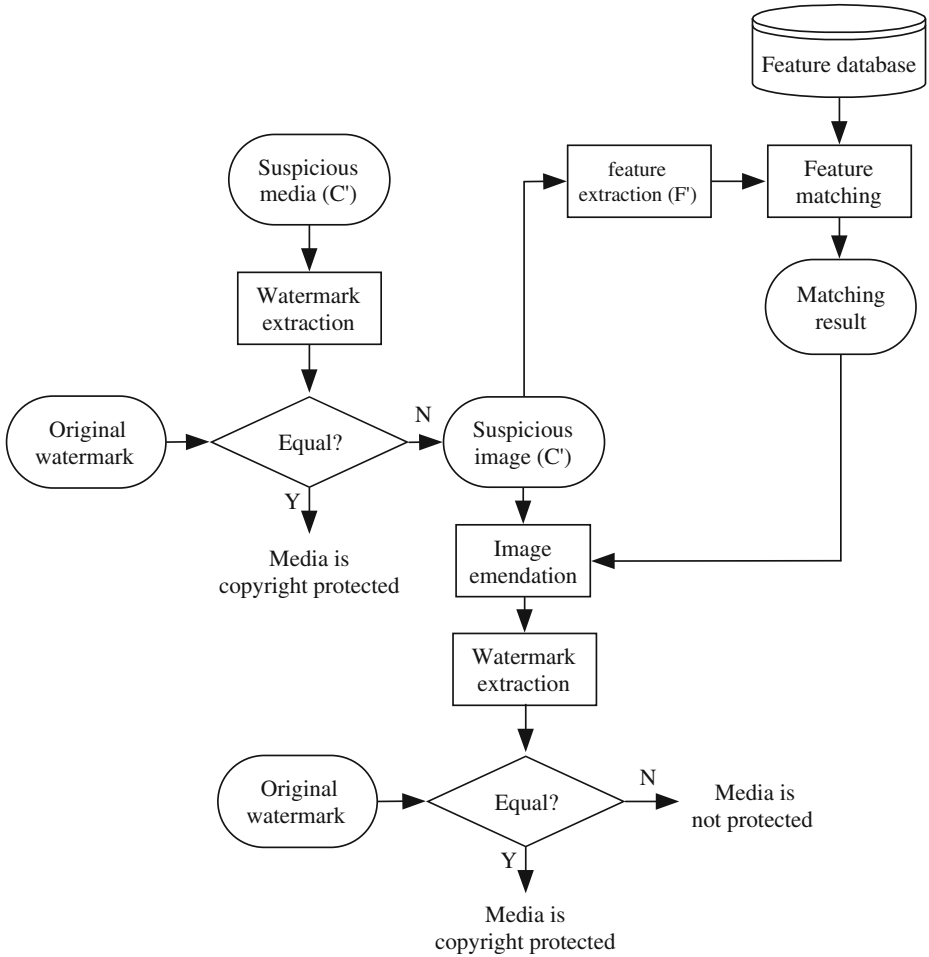 Feature database
Suspicious
media (C')
feature
extraction (F')
Feature
matching
Watermark
extraction
Matching
result
Original
watermark
Equal?
N
Suspicious
image (C')
Y
Media is
copyright protected
Image
emendation
Watermark
extraction
Original
watermark
Equal?
N
Media is
not protected
Y
Media is
copyright protected